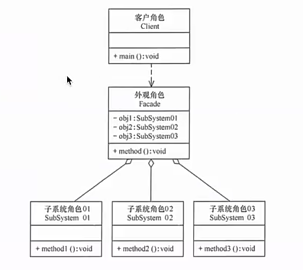 客户角色
Client
+ main():void
外观角色
Facade
- obj1:SubSystem01
- obj2:SubSystem02
- obj3:SubSystem03
+ method():void
子系统角色01
SubSystem 01
+ method1():void
子系统角色02
SubSystem 02
+ method2():void
子系统角色03
SubSystem 03
+ method3():void